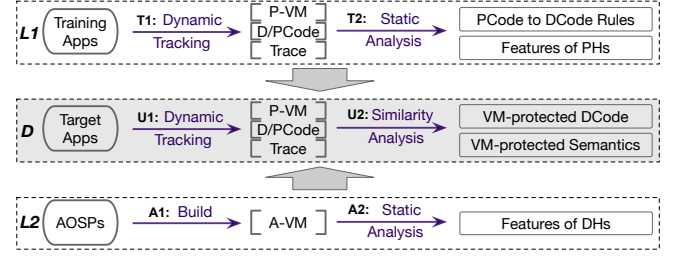 L1
Training
Apps
T1: Dynamic
Tracking
P-VM
D/PCode
Trace
T2: Static
Analysis
PCode to DCode Rules
Features of PHs
D
Target
Apps
U1: Dynamic
Tracking
P-VM
D/PCode
Trace
U2: Similarity
Analysis
VM-protected DCode
VM-protected Semantics
L2
AOSPs
A1: Build
A-VM
A2: Static
Analysis
Features of DHs